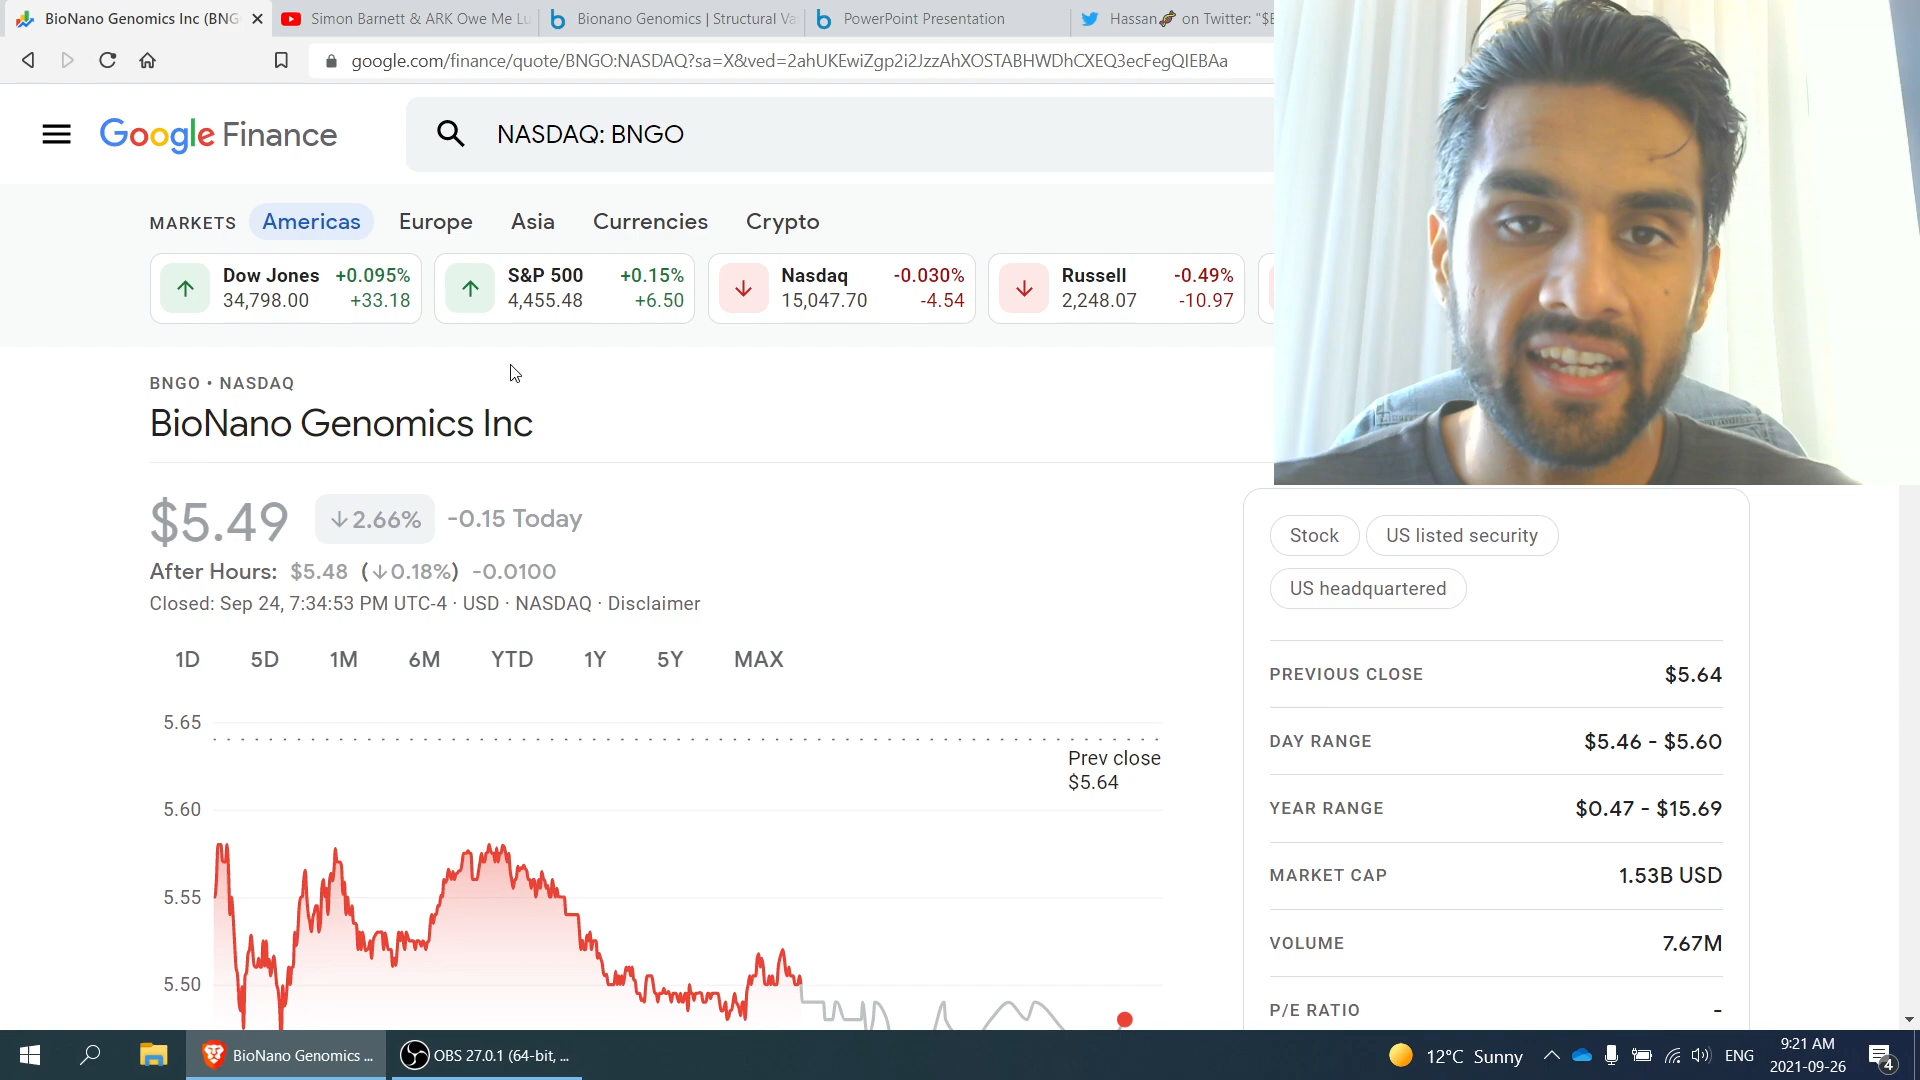 BioNano Genomics Inc (BNG
Simon Barnett & ARK Owe Me Lu
Bionano Genomics | Structural Va
PowerPoint Presentation
Hassan on Twitter: "$E
google.com/finance/quote/BNGO:NASDAQ?sa=X&ved=2ahUKEwiZgp2i2JzzAhXOSTABHWDhCXEQ3ecFegQIEBAa
Google Finance
NASDAQ: BNGO
MARKETS Americas Europe Asia Currencies Crypto
Dow Jones +0.095%
34,798.00 +33.18
S&P 500 +0.15%
4,455.48 +6.50
Nasdaq -0.030%
15,047.70 -4.54
Russell -0.49%
2,248.07 -10.97
BNGO • NASDAQ
BioNano Genomics Inc
$5.49 ↓2.66% -0.15 Today
After Hours: $5.48 (↓0.18%) -0.0100
Closed: Sep 24, 7:34:53 PM UTC-4 · USD · NASDAQ · Disclaimer
1D 5D 1M 6M YTD 1Y 5Y MAX
5.65
Prev close
$5.64
5.60
5.55
5.50
Stock US listed security
US headquartered
PREVIOUS CLOSE $5.64
DAY RANGE $5.46 - $5.60
YEAR RANGE $0.47 - $15.69
MARKET CAP 1.53B USD
VOLUME 7.67M
P/E RATIO -
BioNano Genomics ...
OBS 27.0.1 (64-bit, ...
12°C Sunny
ENG
9:21 AM
2021-09-26
4